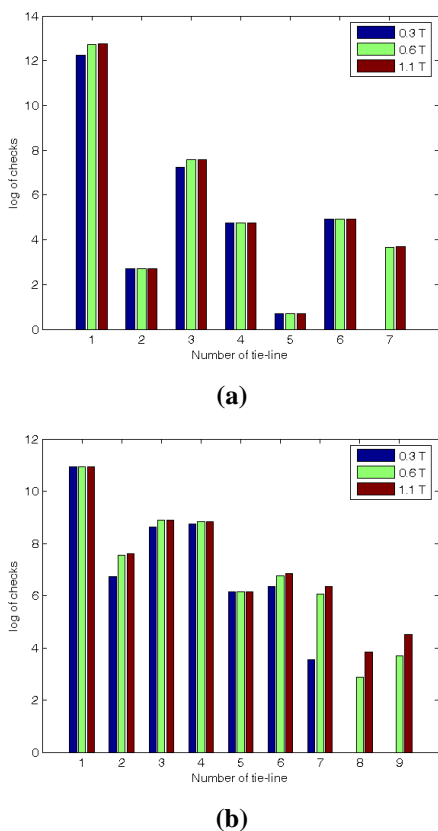 14
12
10
8
6
4
2
0
log of checks
0.3 T
0.6 T
1.1 T
1 2 3 4 5 6 7
Number of tie-line
(a)
12
10
8
6
4
2
0
log of checks
0.3 T
0.6 T
1.1 T
1 2 3 4 5 6 7 8 9
Number of tie-line
(b)